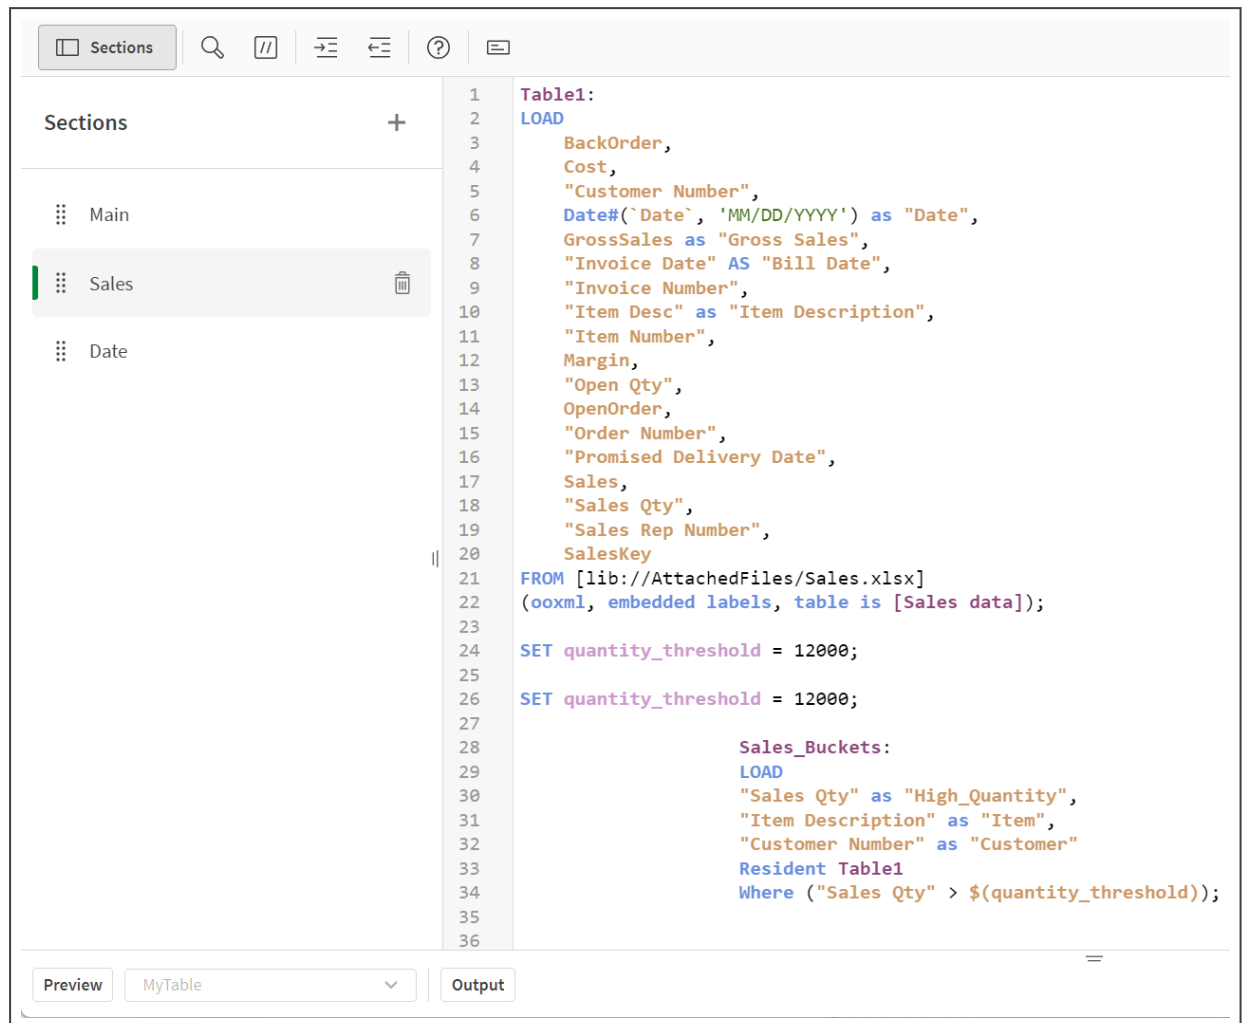 Sections
Sections
Main
Sales
Date
1 Table1:
2 LOAD
3 BackOrder,
4 Cost,
5 "Customer Number",
6 Date#(`Date`, 'MM/DD/YYYY') as "Date",
7 GrossSales as "Gross Sales",
8 "Invoice Date" AS "Bill Date",
9 "Invoice Number",
10 "Item Desc" as "Item Description",
11 "Item Number",
12 Margin,
13 "Open Qty",
14 OpenOrder,
15 "Order Number",
16 "Promised Delivery Date",
17 Sales,
18 "Sales Qty",
19 "Sales Rep Number",
20 SalesKey
21 FROM [lib://AttachedFiles/Sales.xlsx]
22 (ooxml, embedded labels, table is [Sales data]);
23
24 SET quantity_threshold = 12000;
25
26 SET quantity_threshold = 12000;
27
28 Sales_Buckets:
29 LOAD
30 "Sales Qty" as "High_Quantity",
31 "Item Description" as "Item",
32 "Customer Number" as "Customer"
33 Resident Table1
34 Where ("Sales Qty" > $(quantity_threshold));
35
36
Preview MyTable Output